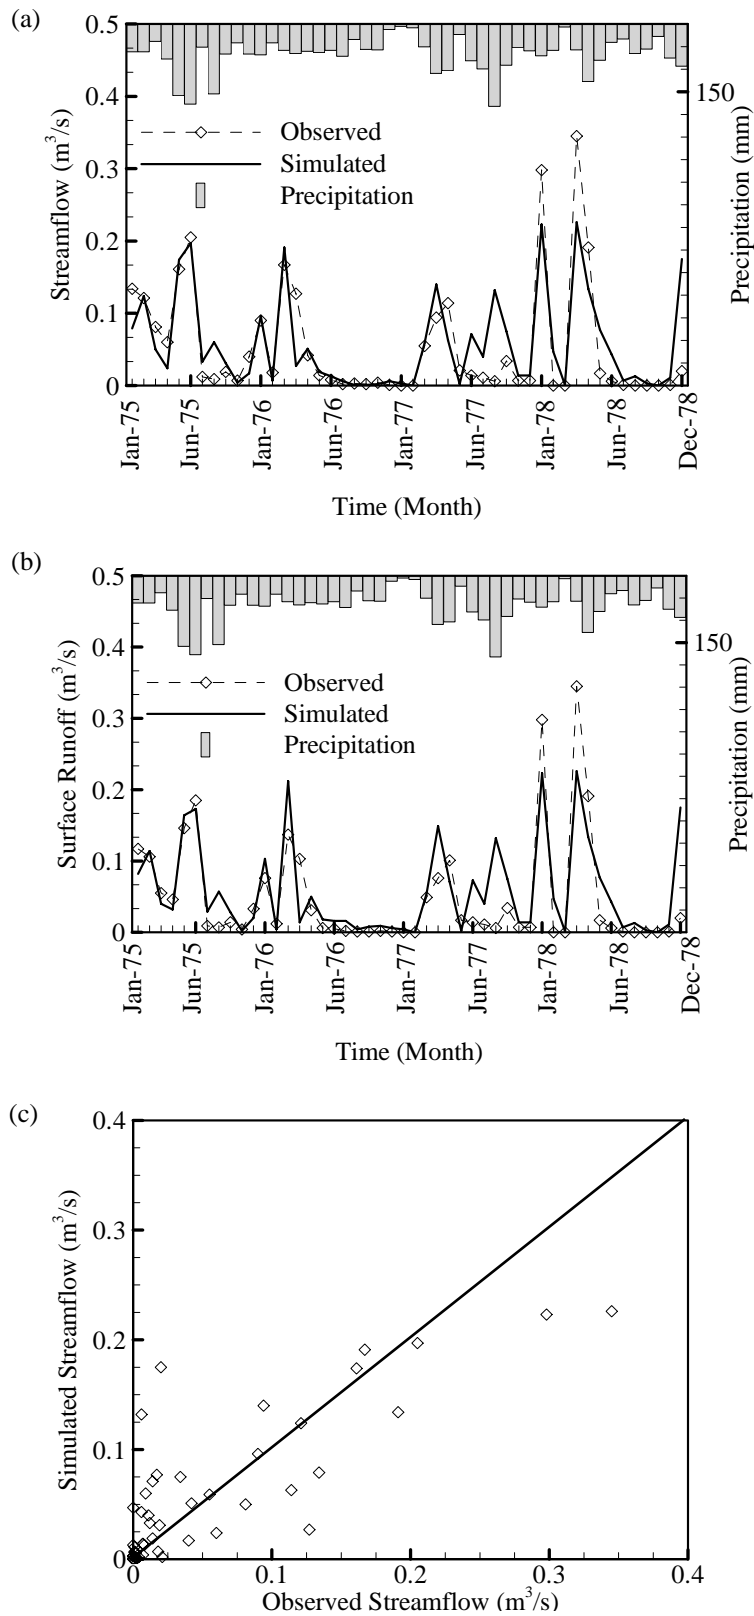 (a)
0.5
0.4
0.3
0.2
0.1
0
Streamflow (m³/s)
150
Precipitation (mm)
Observed
Simulated
Precipitation
Jan-75
Jun-75
Jan-76
Jun-76
Jan-77
Jun-77
Jan-78
Jun-78
Dec-78
Time (Month)
(b)
0.5
0.4
0.3
0.2
0.1
0
Surface Runoff (m³/s)
150
Precipitation (mm)
Observed
Simulated
Precipitation
Jan-75
Jun-75
Jan-76
Jun-76
Jan-77
Jun-77
Jan-78
Jun-78
Dec-78
Time (Month)
(c)
0.4
0.3
0.2
0.1
0
Simulated Streamflow (m³/s)
0
0.1
0.2
0.3
0.4
Observed Streamflow (m³/s)